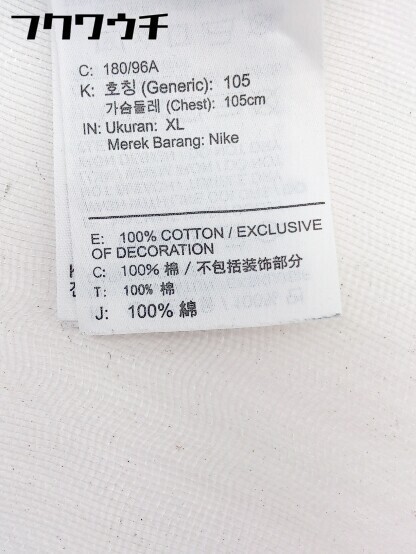 フクワウチ
C: 180/96A
K: 호칭 (Generic): 105
가슴둘레 (Chest): 105cm
IN: Ukuran: XL
Merek Barang: Nike
E: 100% COTTON / EXCLUSIVE
OF DECORATION
C: 100% 棉 / 不包括装饰部分
T: 100% 棉
J: 100% 綿